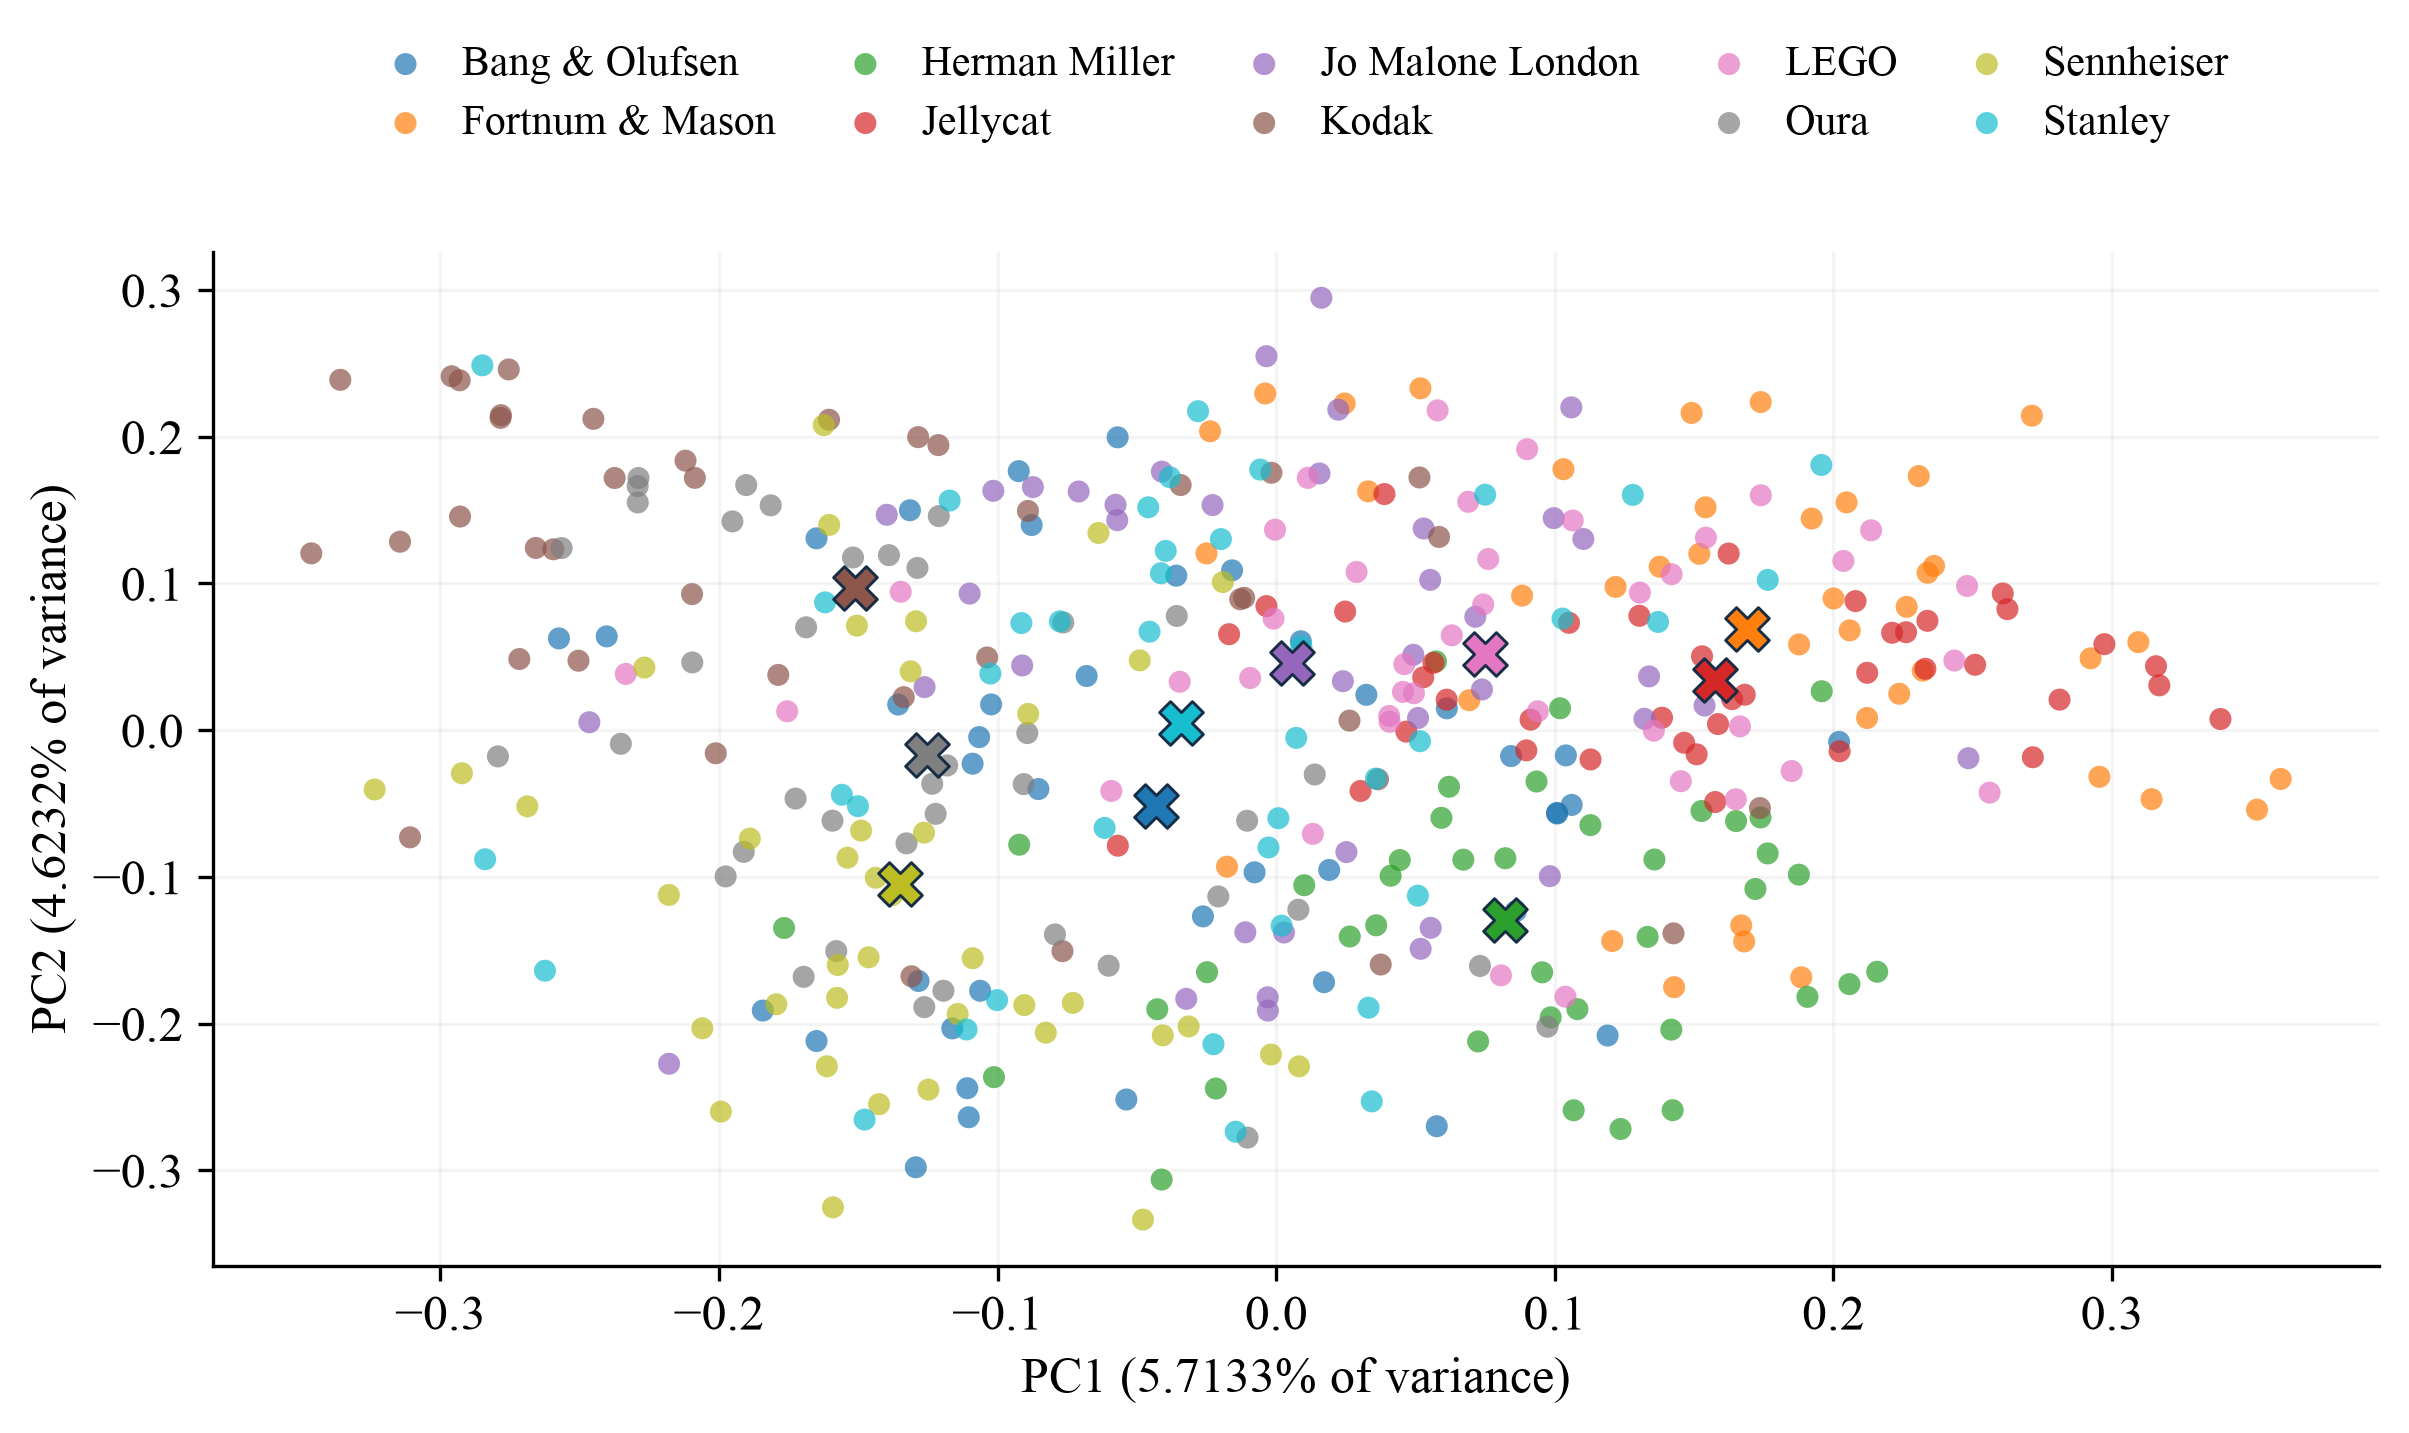 Bang & Olufsen Herman Miller Jo Malone London LEGO Sennheiser
Fortnum & Mason Jellycat Kodak Oura Stanley
0.3
0.2
0.1
0.0
−0.1
−0.2
−0.3
PC2 (4.6232% of variance)
−0.3 −0.2 −0.1 0.0 0.1 0.2 0.3
PC1 (5.7133% of variance)